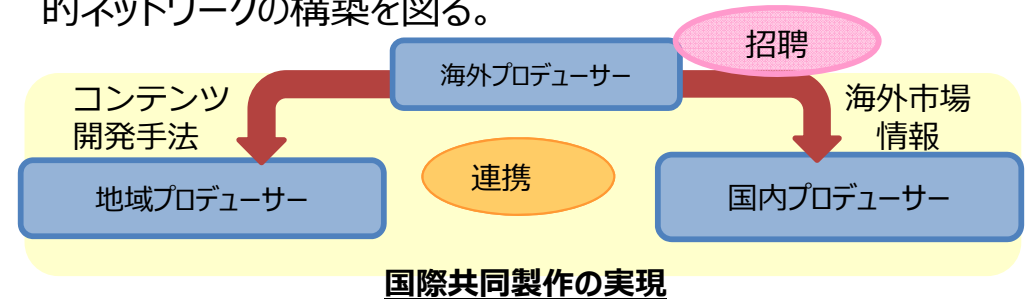 的ネットワークの構築を図る。
招聘
海外プロデューサー
コンテンツ
開発手法
海外市場
情報
連携
地域プロデューサー
国内プロデューサー
国際共同製作の実現